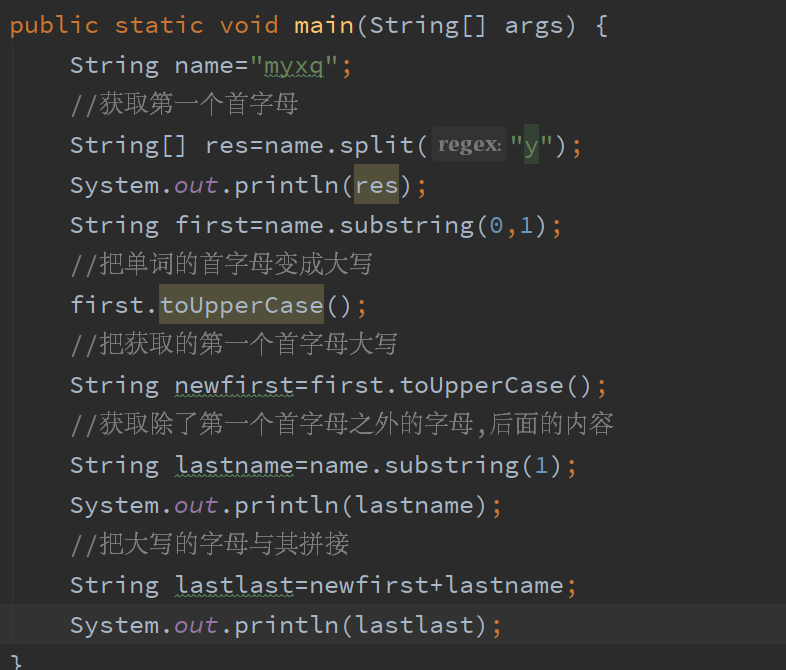 public static void main(String[] args) {
String name="myxq";
//获取第一个首字母
String[] res=name.split( regex: "y");
System.out.println(res);
String first=name.substring(0,1);
//把单词的首字母变成大写
first.toUpperCase();
//把获取的第一个首字母大写
String newfirst=first.toUpperCase();
//获取除了第一个首字母之外的字母,后面的内容
String lastname=name.substring(1);
System.out.println(lastname);
//把大写的字母与其拼接
String lastlast=newfirst+lastname;
System.out.println(lastlast);
}